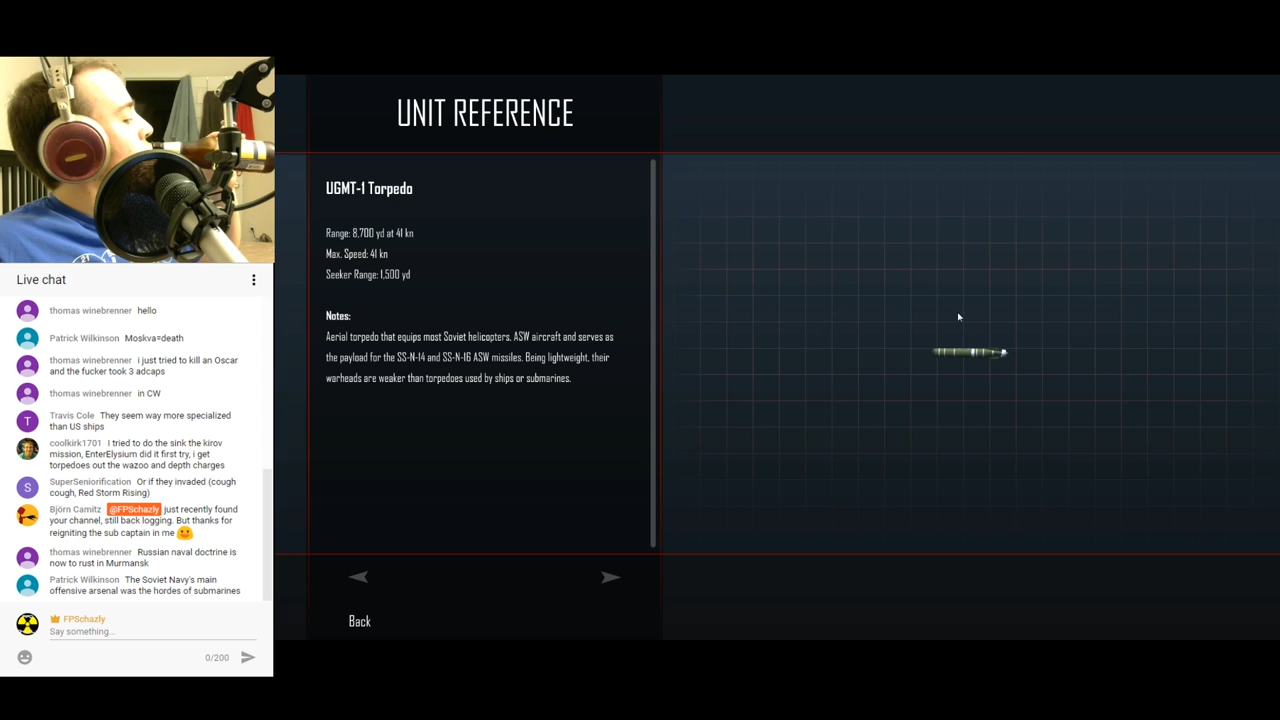 UNIT REFERENCE
UGMT-1 Torpedo
Range: 8,700 yd at 41 kn
Max. Speed: 41 kn
Seeker Range: 1,500 yd
Notes:
Aerial torpedo that equips most Soviet helicopters, ASW aircraft and serves as
the payload for the SS-N-14 and SS-N-16 ASW missiles. Being lightweight, their
warheads are weaker than torpedoes used by ships or submarines.
Back
Live chat
thomas winebrenner hello
Patrick Wilkinson Moskva=death
thomas winebrenner i just tried to kill an Oscar
and the fucker took 3 adcaps
thomas winebrenner in CW
T
Travis Cole They seem way more specialized
than US ships
coolkirk1701 I tried to do the sink the kirov
mission, EnterElysium did it first try, i get
torpedoes out the wazoo and depth charges
S
SuperSeniorification Or if they invaded (cough
cough, Red Storm Rising)
Björn Camitz @FPSchazly just recently found
your channel, still back logging. But thanks for
reigniting the sub captain in me
thomas winebrenner Russian naval doctrine is
now to rust in Murmansk
Patrick Wilkinson The Soviet Navy's main
offensive arsenal was the hordes of submarines
FPSchazly
Say something...
0/200